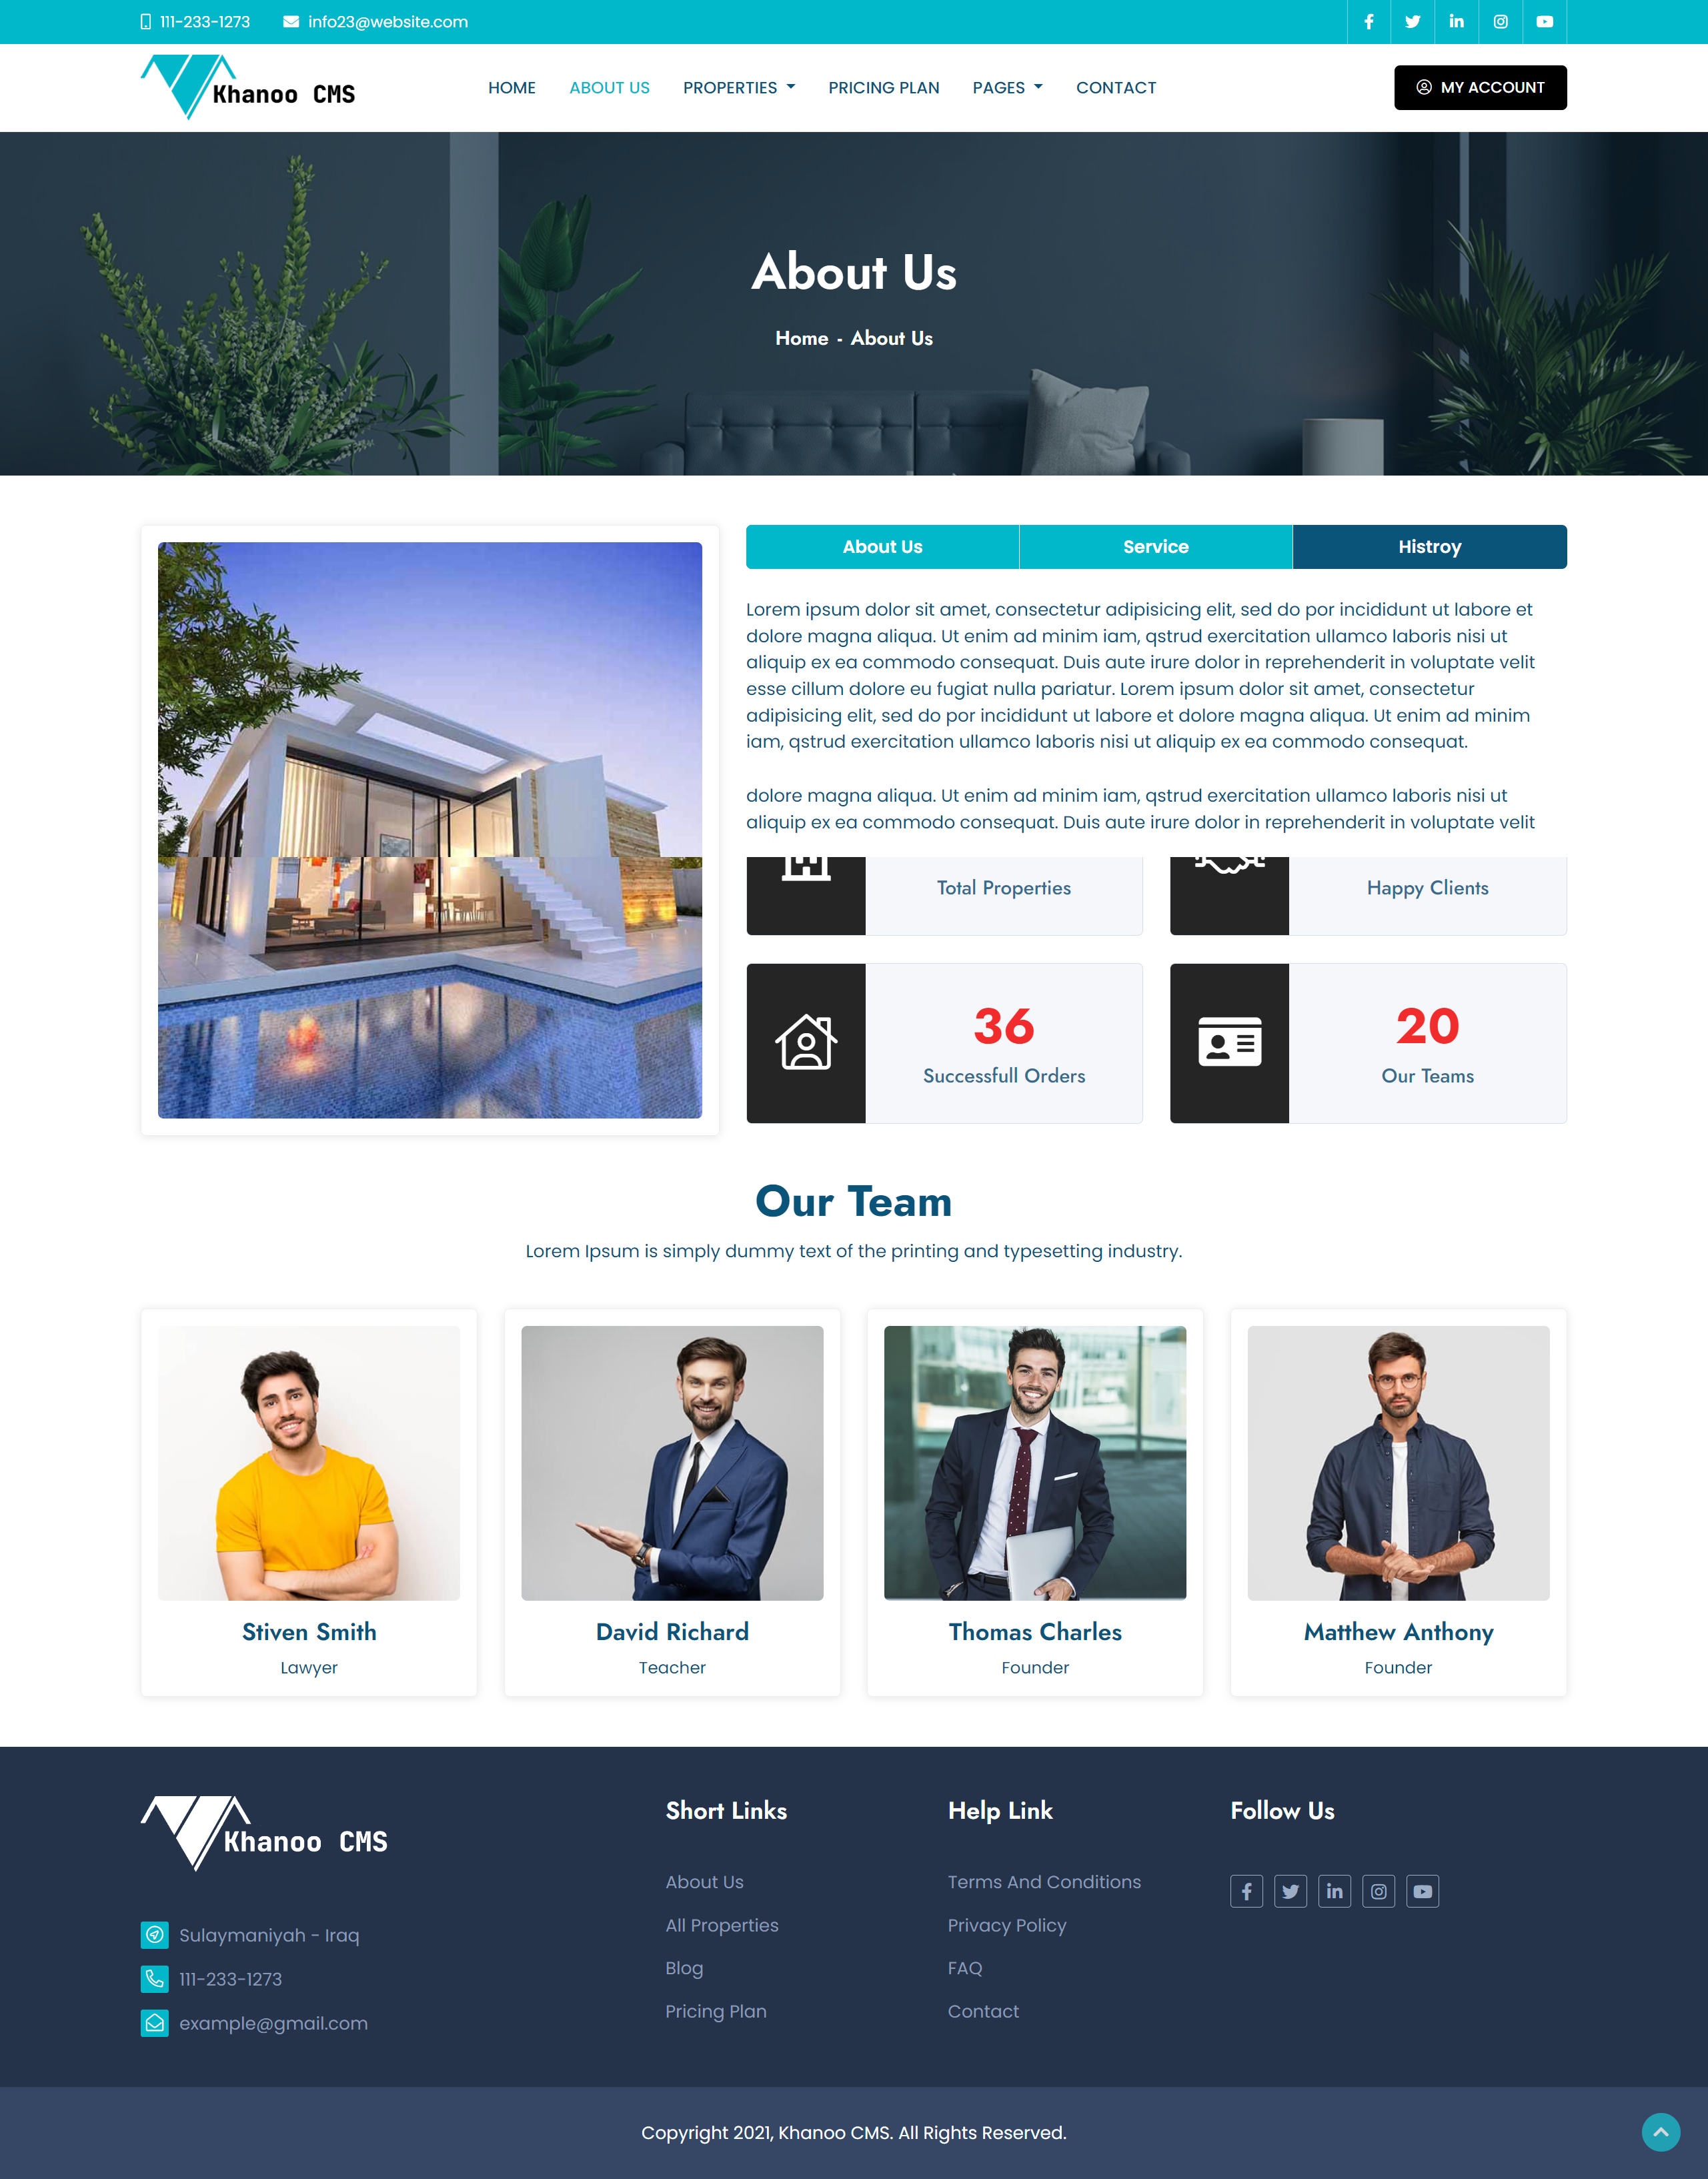 111-233-1273
info23@website.com
Khanoo CMS
HOME
ABOUT US
PROPERTIES
PRICING PLAN
PAGES
CONTACT
MY ACCOUNT
About Us
Home - About Us
About Us
Service
Histroy
Lorem ipsum dolor sit amet, consectetur adipisicing elit, sed do por incididunt ut labore et
dolore magna aliqua. Ut enim ad minim iam, qstrud exercitation ullamco laboris nisi ut
aliquip ex ea commodo consequat. Duis aute irure dolor in reprehenderit in voluptate velit
esse cillum dolore eu fugiat nulla pariatur. Lorem ipsum dolor sit amet, consectetur
adipisicing elit, sed do por incididunt ut labore et dolore magna aliqua. Ut enim ad minim
iam, qstrud exercitation ullamco laboris nisi ut aliquip ex ea commodo consequat.
dolore magna aliqua. Ut enim ad minim iam, qstrud exercitation ullamco laboris nisi ut
aliquip ex ea commodo consequat. Duis aute irure dolor in reprehenderit in voluptate velit
Total Properties
Happy Clients
36
Successfull Orders
20
Our Teams
Our Team
Lorem Ipsum is simply dummy text of the printing and typesetting industry.
Stiven Smith
Lawyer
David Richard
Teacher
Thomas Charles
Founder
Matthew Anthony
Founder
Khanoo CMS
Sulaymaniyah - Iraq
111-233-1273
example@gmail.com
Short Links
About Us
All Properties
Blog
Pricing Plan
Help Link
Terms And Conditions
Privacy Policy
FAQ
Contact
Follow Us
Copyright 2021, Khanoo CMS. All Rights Reserved.